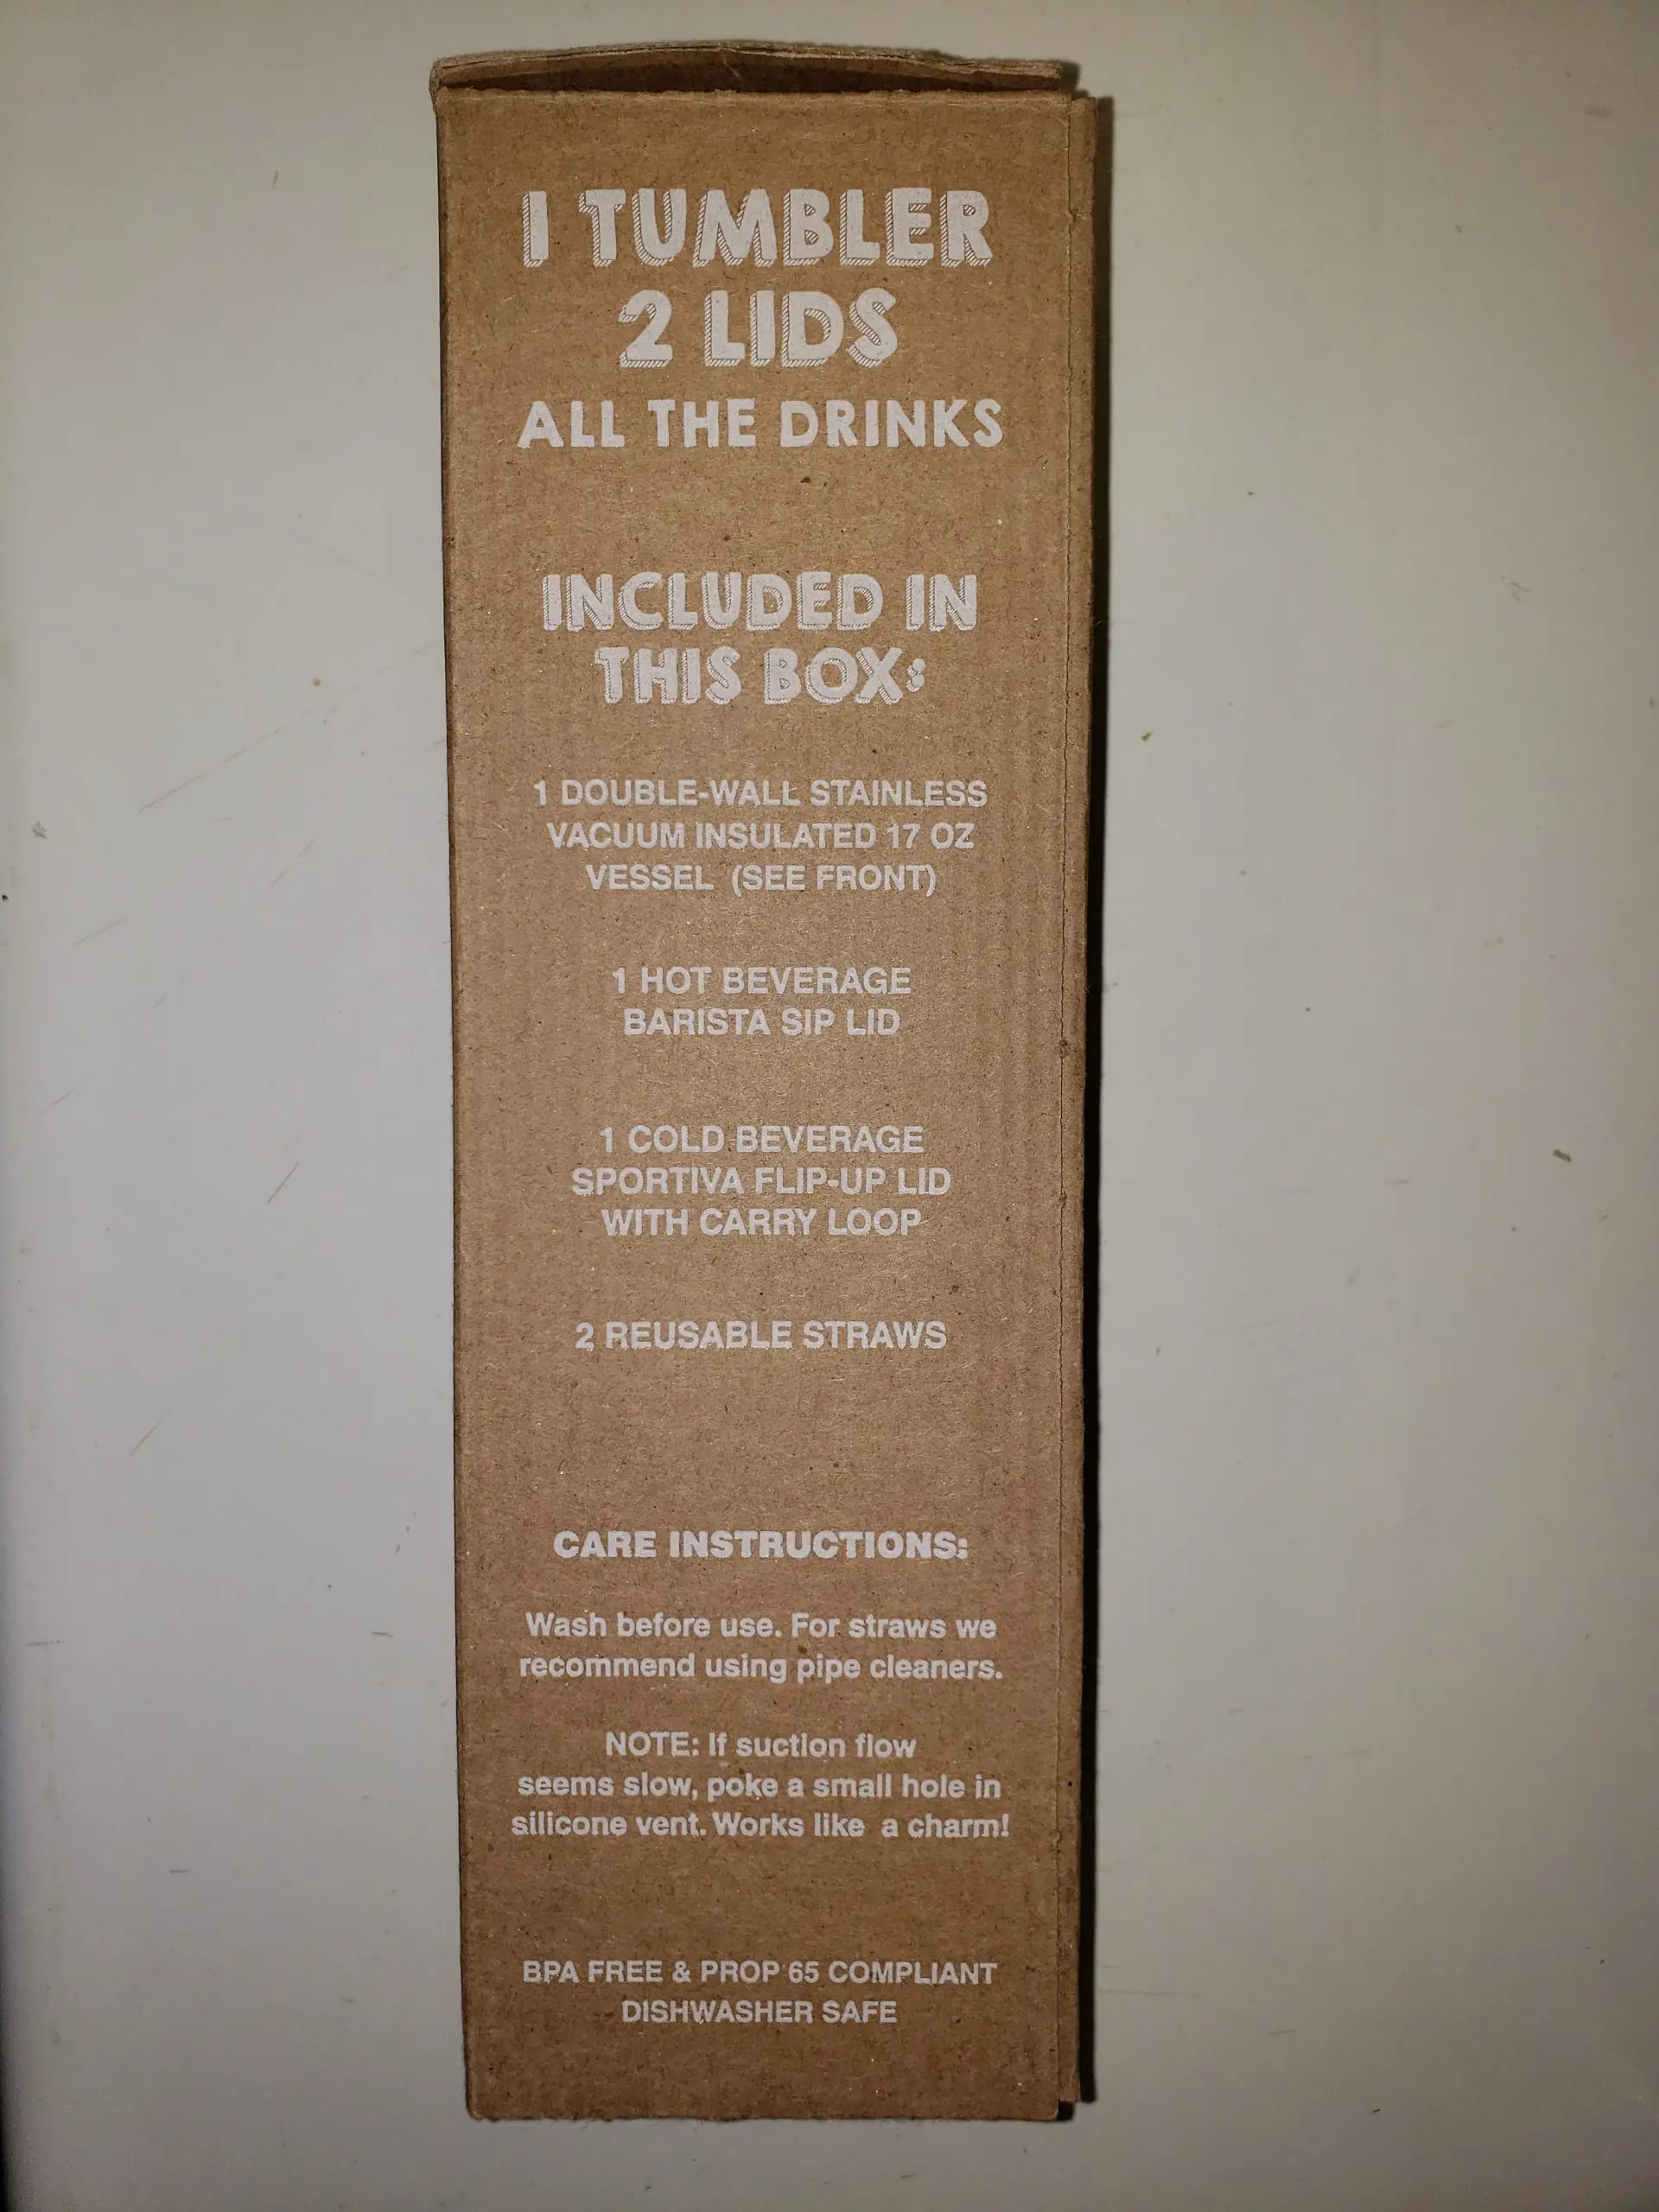 1 TUMBLER
2 LIDS
ALL THE DRINKS
INCLUDED IN
THIS BOX:
1 DOUBLE-WALL STAINLESS
VACUUM INSULATED 17 OZ
VESSEL (SEE FRONT)
1 HOT BEVERAGE
BARISTA SIP LID
1 COLD BEVERAGE
SPORTIVA FLIP-UP LID
WITH CARRY LOOP
2 REUSABLE STRAWS
CARE INSTRUCTIONS:
Wash before use. For straws we
recommend using pipe cleaners.
NOTE: If suction flow
seems slow, poke a small hole in
silicone vent. Works like a charm!
BPA FREE & PROP 65 COMPLIANT
DISHWASHER SAFE